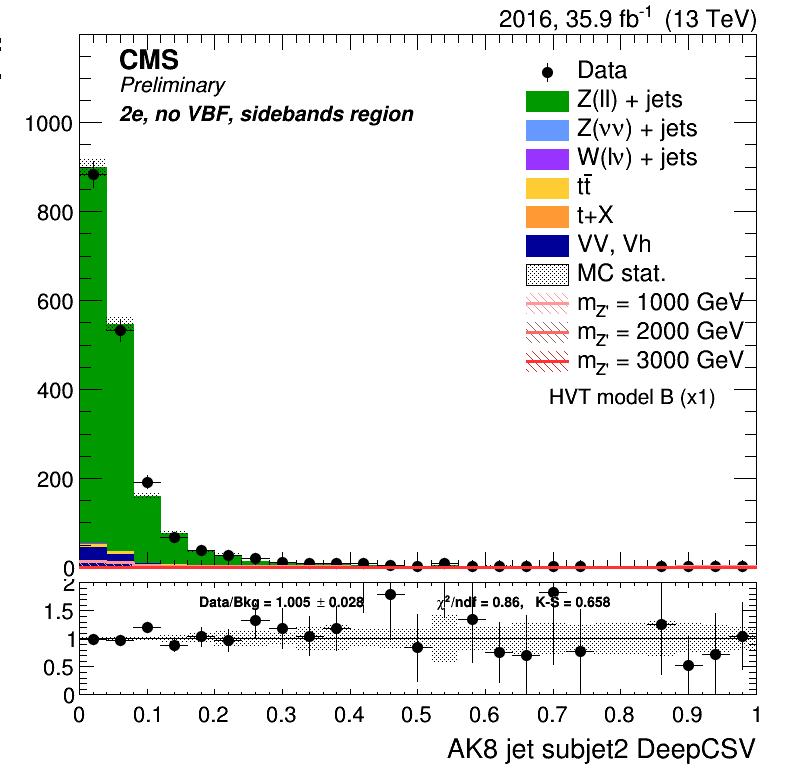 2016, 35.9 fb⁻¹ (13 TeV)
CMS
Preliminary
2e, no VBF, sidebands region
Data
Z(ll) + jets
Z(νν) + jets
W(lν) + jets
tt̄
t+X
VV, Vh
MC stat.
m_Z' = 1000 GeV
m_Z' = 2000 GeV
m_Z' = 3000 GeV
HVT model B (x1)
1000
800
600
400
200
0
Data/Bkg = 1.005 ± 0.028
χ²/ndf = 0.86, K-S = 0.658
2
1.5
1
0.5
0
0 0.1 0.2 0.3 0.4 0.5 0.6 0.7 0.8 0.9 1
AK8 jet subjet2 DeepCSV